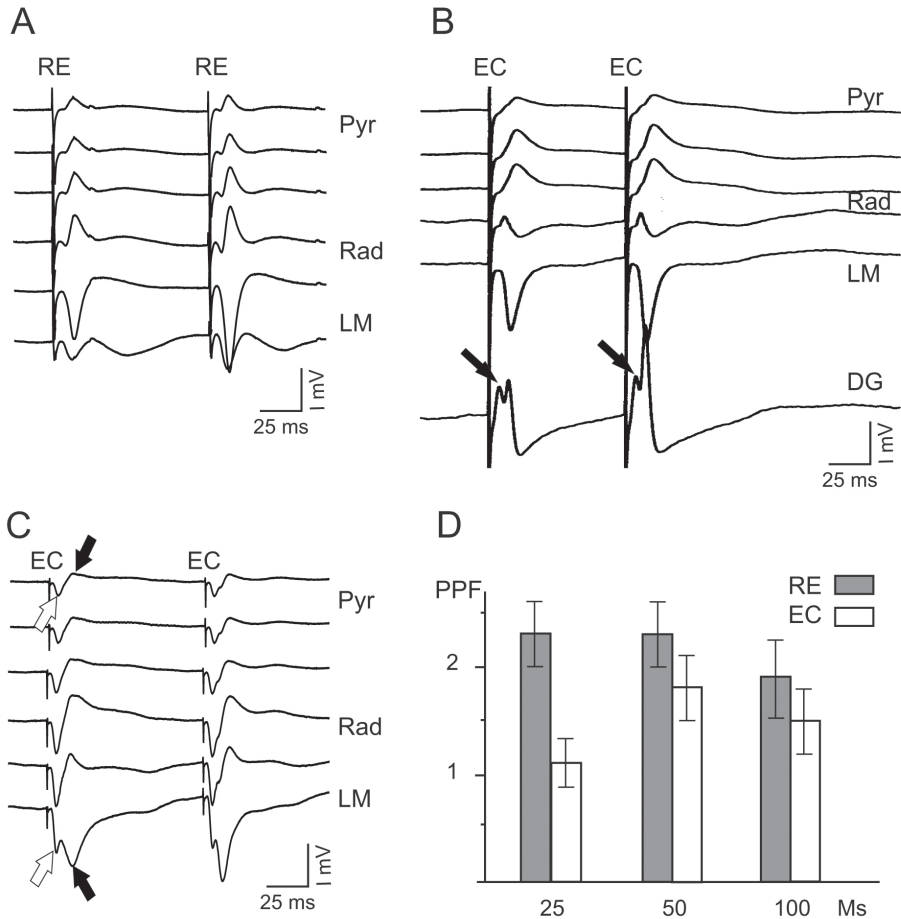 A
RE RE
Pyr
Rad
LM
I mV
25 ms
B
EC EC
Pyr
Rad
LM
DG
I mV
25 ms
C
EC EC
Pyr
Rad
LM
I mV
25 ms
D
PPF
RE
EC
2
1
25 50 100 Ms